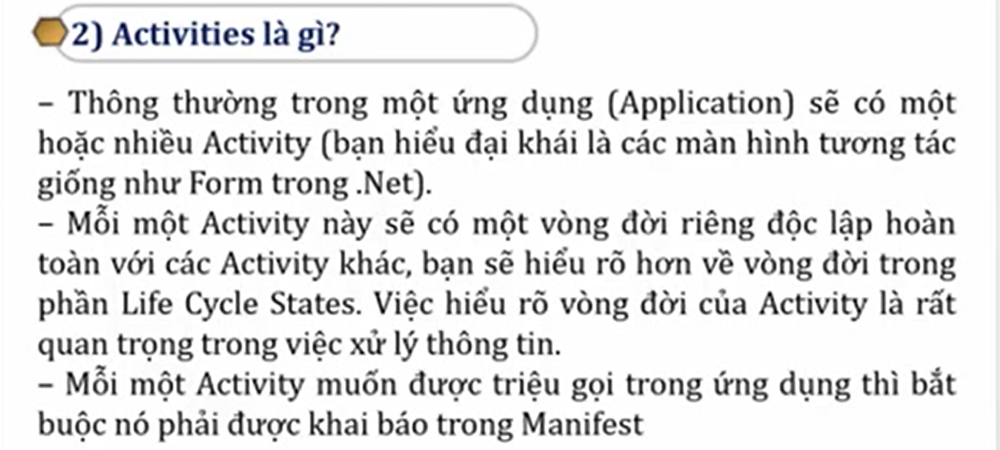 2) Activities là gì?
– Thông thường trong một ứng dụng (Application) sẽ có một
hoặc nhiều Activity (bạn hiểu đại khái là các màn hình tương tác
giống như Form trong .Net).
– Mỗi một Activity này sẽ có một vòng đời riêng độc lập hoàn
toàn với các Activity khác, bạn sẽ hiểu rõ hơn về vòng đời trong
phần Life Cycle States. Việc hiểu rõ vòng đời của Activity là rất
quan trọng trong việc xử lý thông tin.
– Mỗi một Activity muốn được triệu gọi trong ứng dụng thì bắt
buộc nó phải được khai báo trong Manifest